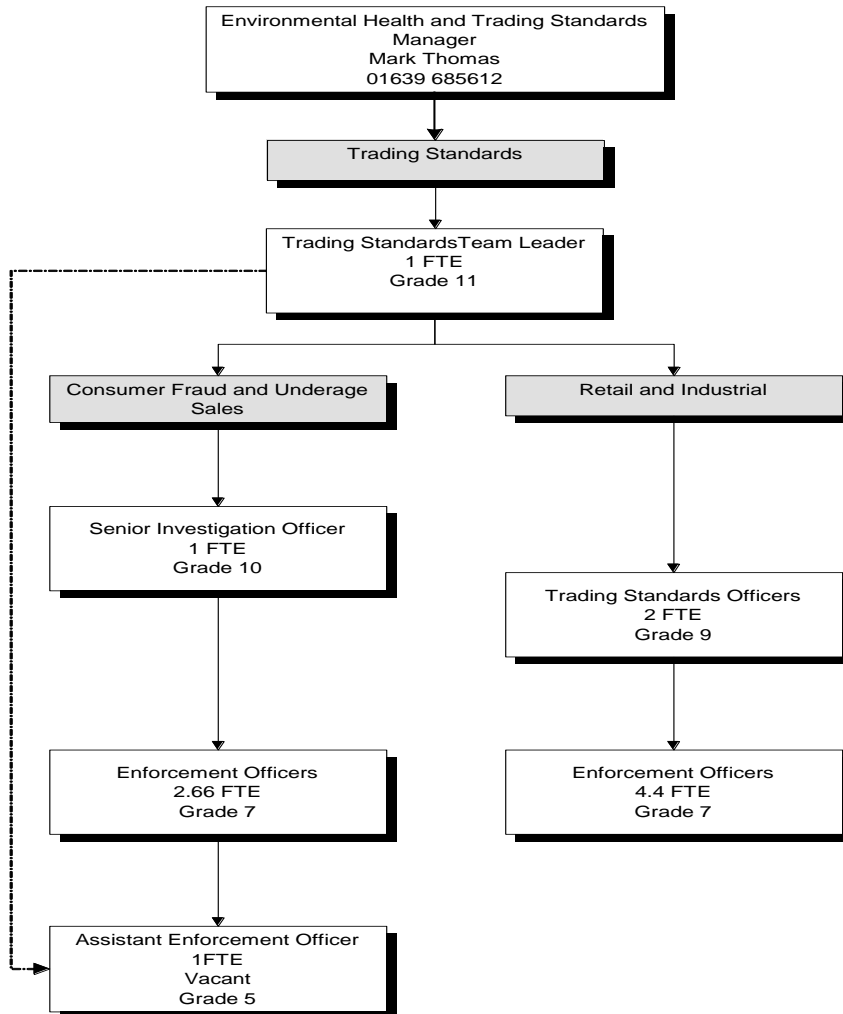 Environmental Health and Trading Standards
Manager
Mark Thomas
01639 685612
Trading Standards
Trading StandardsTeam Leader
1 FTE
Grade 11
Consumer Fraud and Underage
Sales
Retail and Industrial
Senior Investigation Officer
1 FTE
Grade 10
Trading Standards Officers
2 FTE
Grade 9
Enforcement Officers
2.66 FTE
Grade 7
Enforcement Officers
4.4 FTE
Grade 7
Assistant Enforcement Officer
1FTE
Vacant
Grade 5